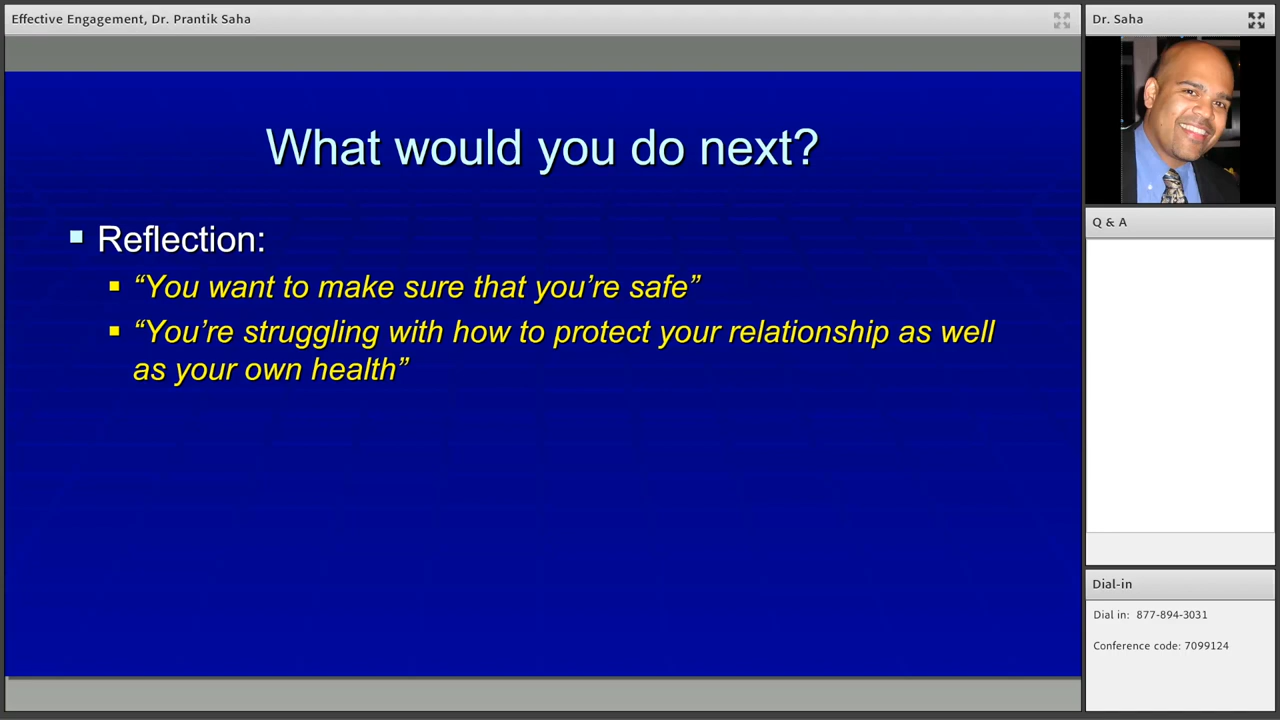 Effective Engagement, Dr. Prantik Saha
What would you do next?
Reflection:
“You want to make sure that you’re safe”
“You’re struggling with how to protect your relationship as well
as your own health”
Dr. Saha
Q & A
Dial-in
Dial in: 877-894-3031
Conference code: 7099124